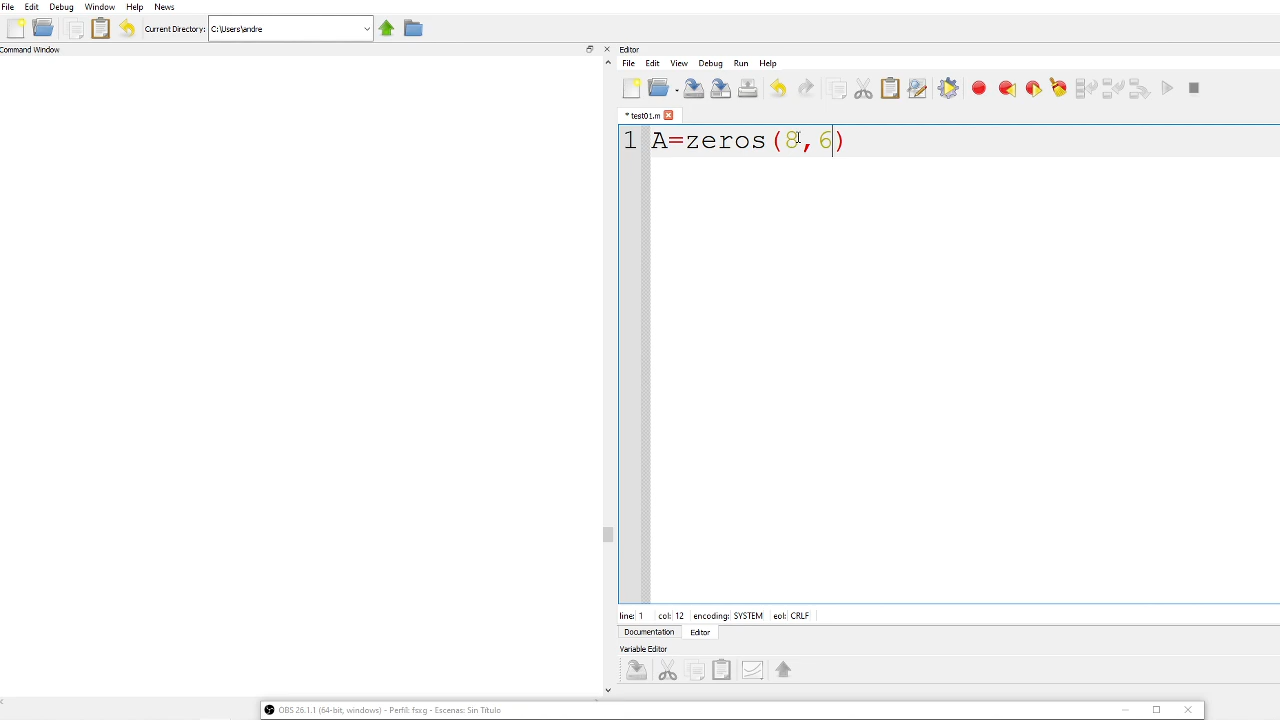 File Edit Debug Window Help News
Current Directory: C:\Users\andre
Command Window
Editor
File Edit View Debug Run Help
* test01.m
1 A=zeros(8,6)
line: 1 col: 12 encoding: SYSTEM eol: CRLF
Documentation Editor
Variable Editor
OBS 26.1.1 (64-bit, windows) - Perfil: fsxg - Escenas: Sin Título